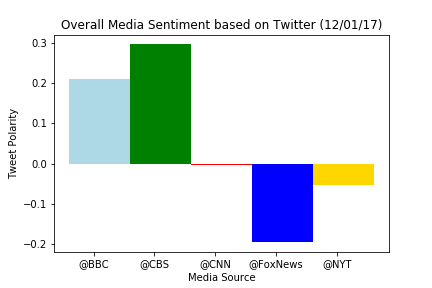 Overall Media Sentiment based on Twitter (12/01/17)
Tweet Polarity
0.3
0.2
0.1
0.0
−0.1
−0.2
@BBC @CBS @CNN @FoxNews @NYT
Media Source